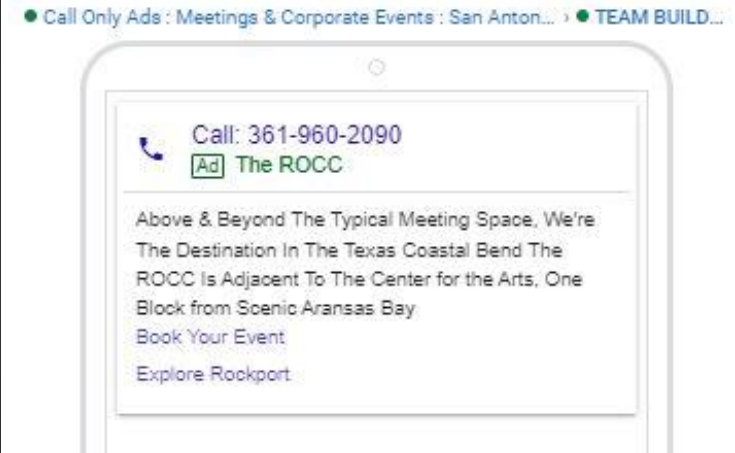 Call Only Ads : Meetings & Corporate Events : San Anton... › TEAM BUILD...
Call: 361-960-2090
Ad The ROCC
Above & Beyond The Typical Meeting Space, We're
The Destination In The Texas Coastal Bend The
ROCC Is Adjacent To The Center for the Arts, One
Block from Scenic Aransas Bay
Book Your Event
Explore Rockport